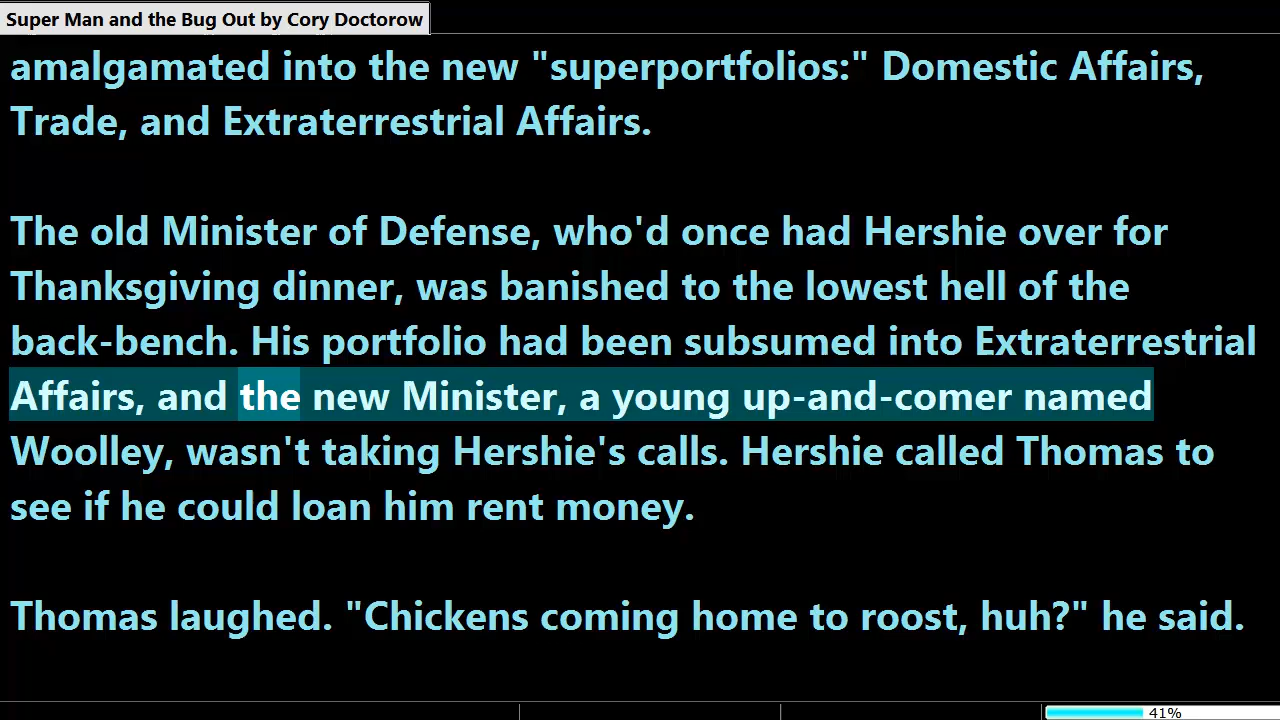 Super Man and the Bug Out by Cory Doctorow
amalgamated into the new "superportfolios:" Domestic Affairs,
Trade, and Extraterrestrial Affairs.
The old Minister of Defense, who'd once had Hershie over for
Thanksgiving dinner, was banished to the lowest hell of the
back-bench. His portfolio had been subsumed into Extraterrestrial
Affairs, and the new Minister, a young up-and-comer named
Woolley, wasn't taking Hershie's calls. Hershie called Thomas to
see if he could loan him rent money.
Thomas laughed. "Chickens coming home to roost, huh?" he said.
41%